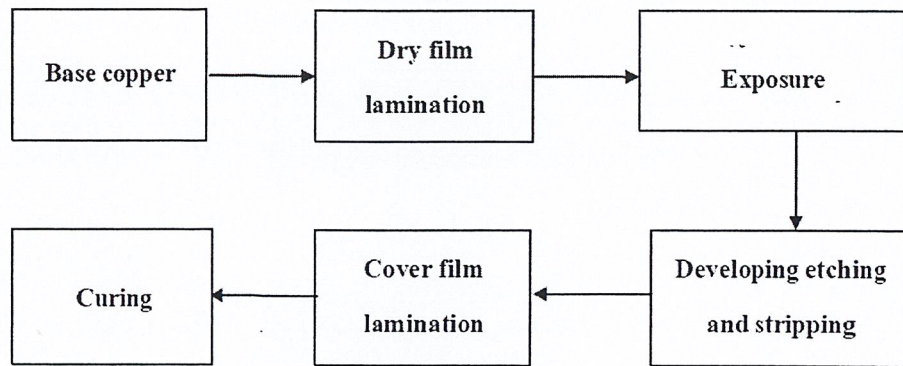 Base copper
Dry film
lamination
Exposure
Developing etching
and stripping
Cover film
lamination
Curing